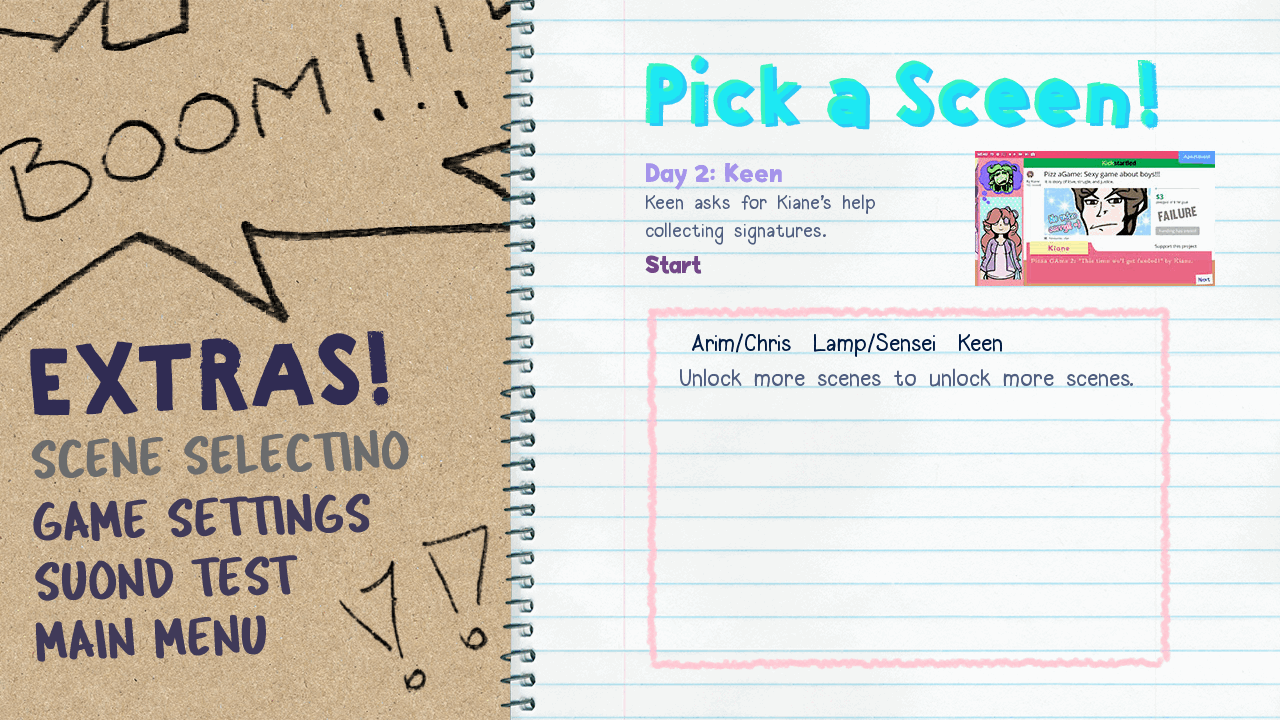 BOOM!!!
EXTRAS!
SCENE SELECTINO
GAME SETTINGS
SUOND TEST
MAIN MENU
Pick a Sceen!
Day 2: Keen
Keen asks for Kiane's help
collecting signatures.
Start
Kickstarded
Pizz aGame: Sexy game about boys!!!
$3
FAILURE
Support this project
Kiane
Pizza GAme 2: "This time we'l get funded!" by Kiane.
Next
Arim/Chris Lamp/Sensei Keen
Unlock more scenes to unlock more scenes.